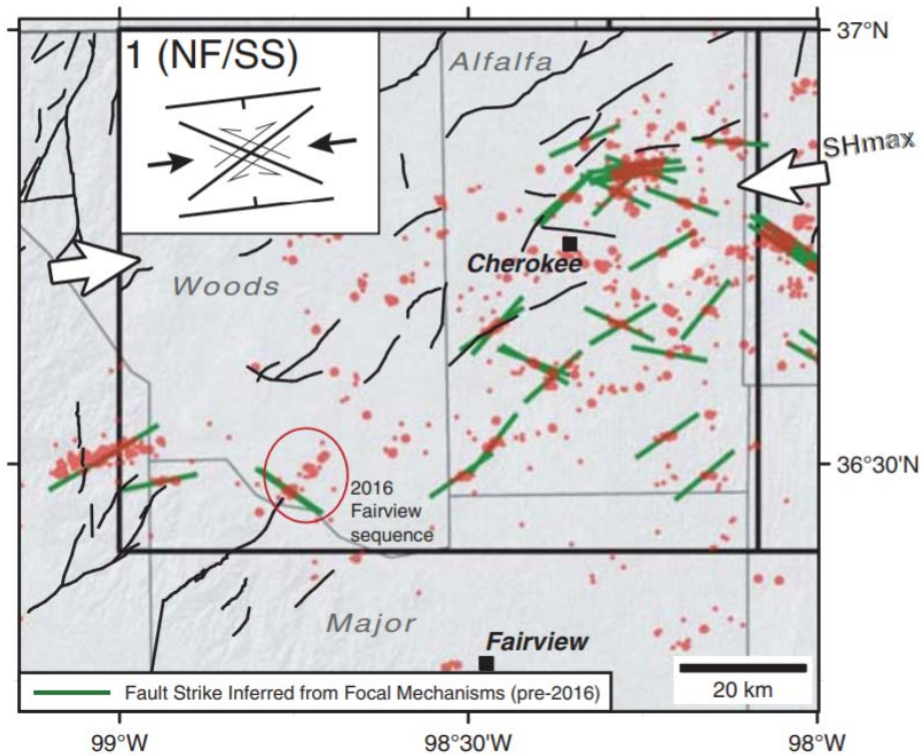 1 (NF/SS)
Alfalfa
37°N
SHmax
Woods
Cherokee
2016
Fairview
sequence
36°30'N
Major
Fairview
Fault Strike Inferred from Focal Mechanisms (pre-2016)
20 km
99°W
98°30'W
98°W